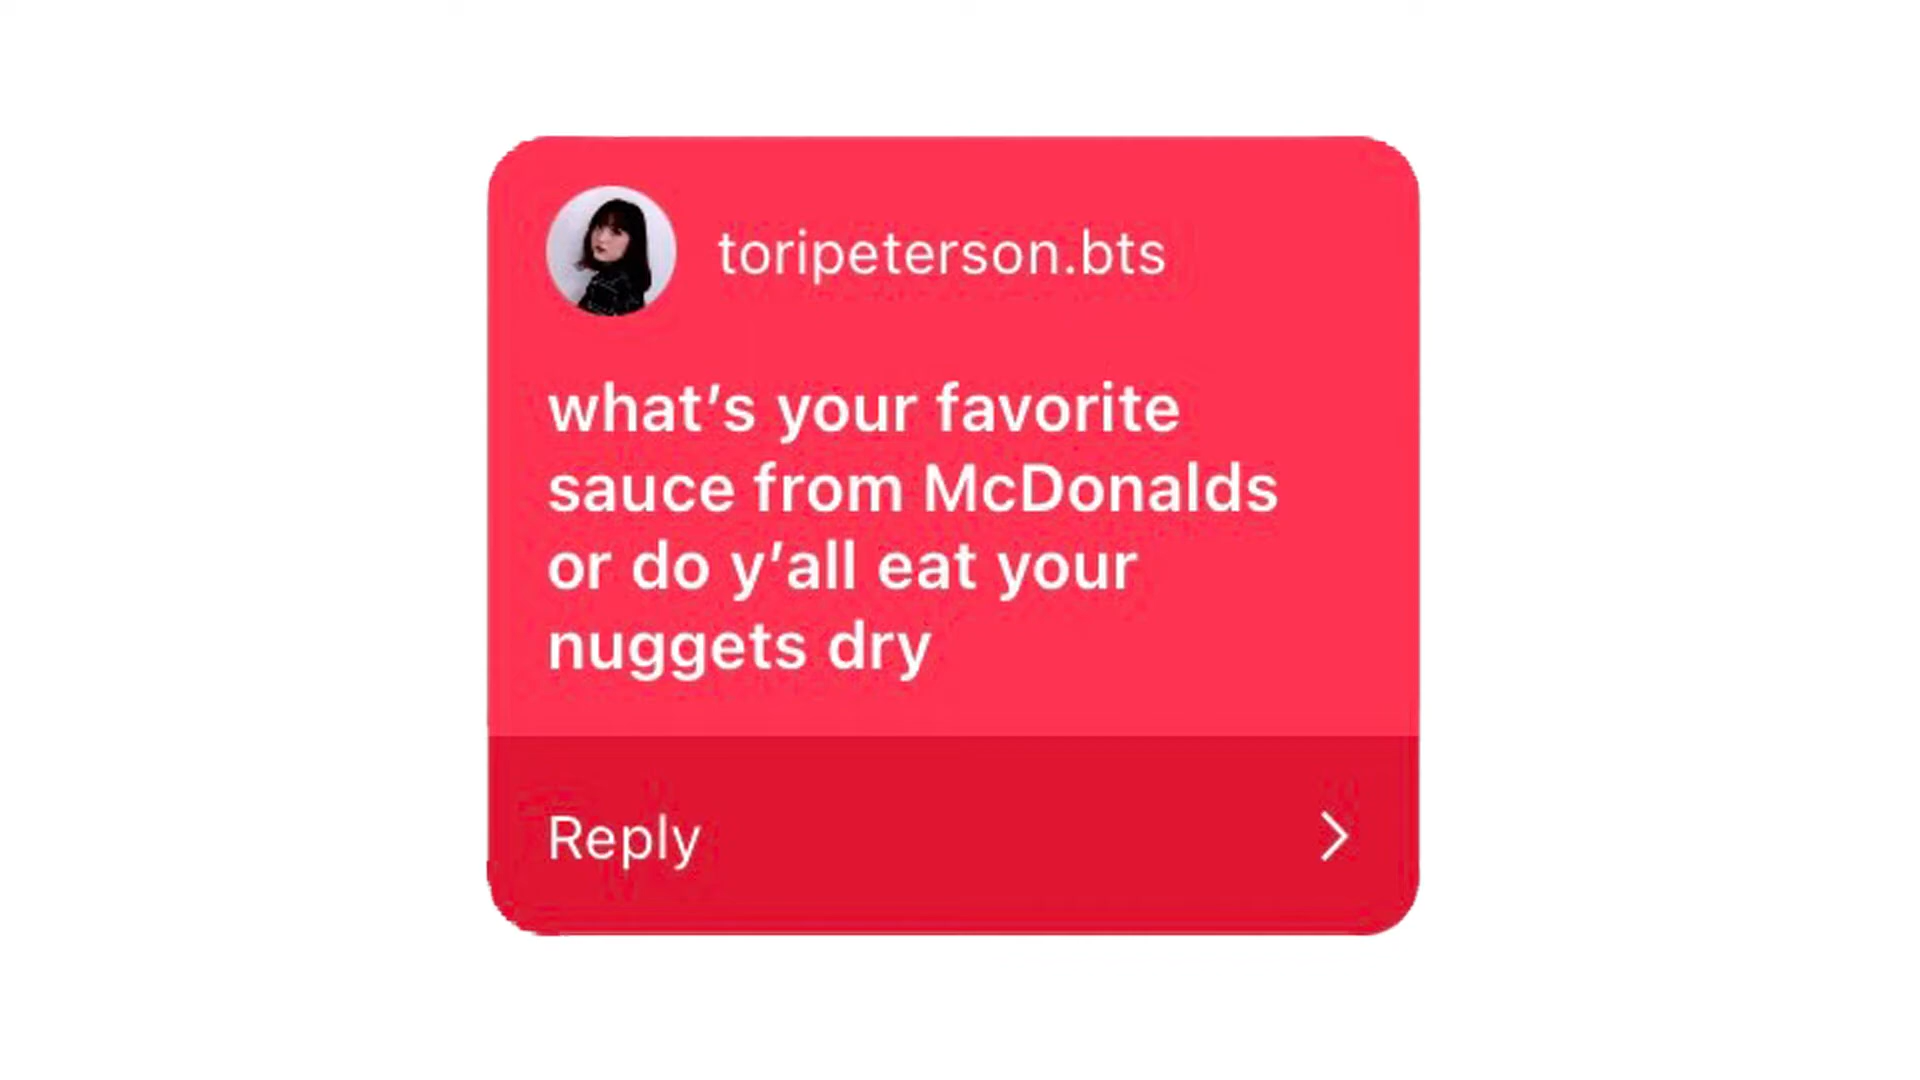 toripeterson.bts
what’s your favorite
sauce from McDonalds
or do y’all eat your
nuggets dry
Reply